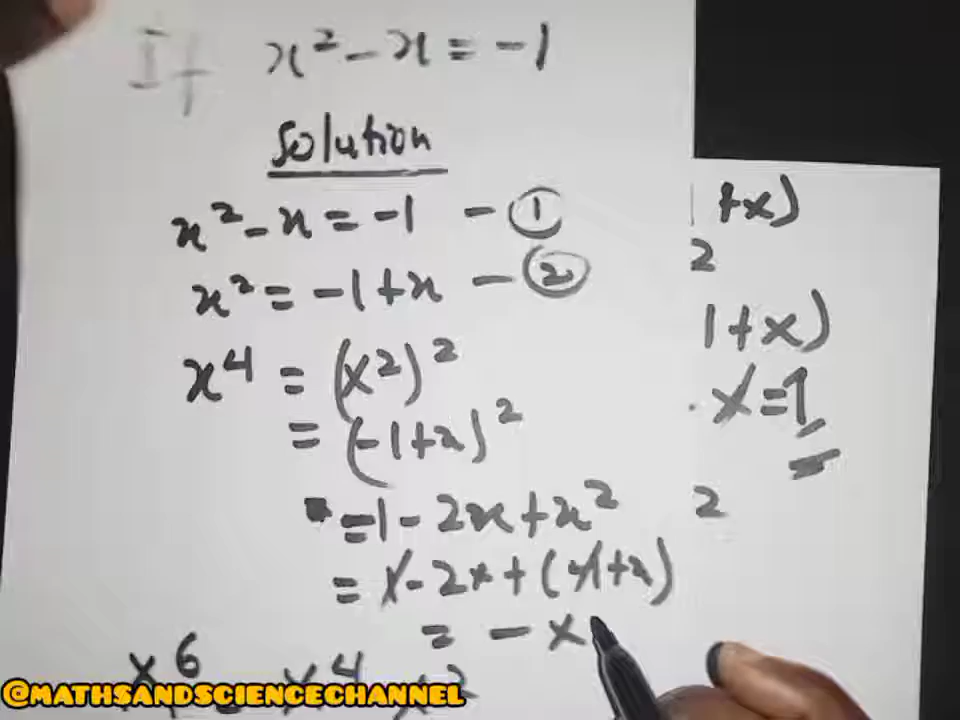 If x² - x = -1
Solution
x² - x = -1 - ①
x² = -1 + x - ②
x⁴ = (x²)²
= (-1+x)²
= 1 - 2x + x²
= 1 - 2x + (-1+x)
= -x
x⁶ x⁴
+x)
2
1+x)
x = 1
2
@MATHSANDSCIENCECHANNEL